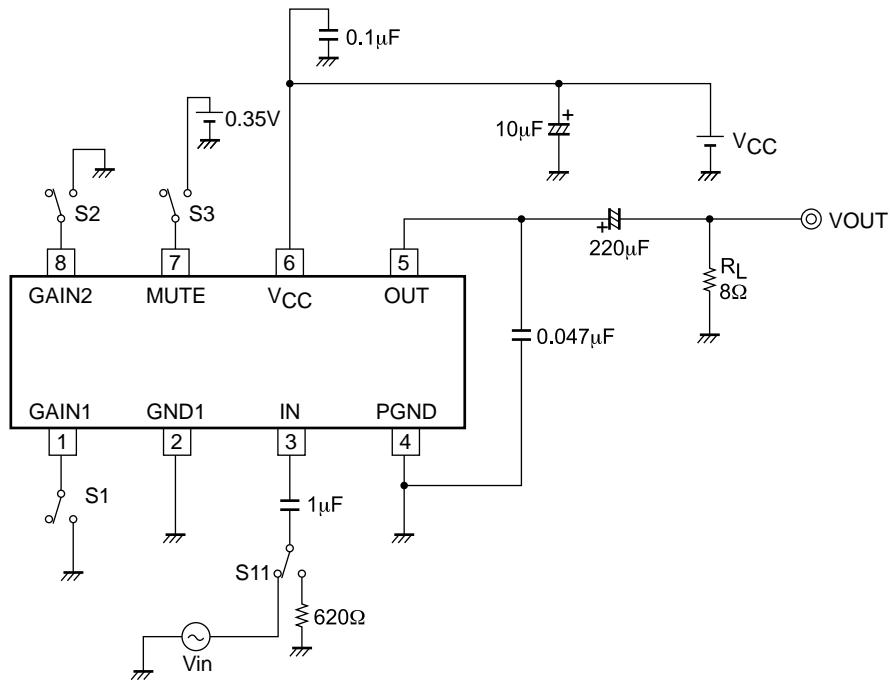 0.1μF
0.35V
10μF
+
VCC
S2
S3
VOUT
+
220μF
8
7
6
5
RL
8Ω
GAIN2
MUTE
VCC
OUT
0.047μF
GAIN1
GND1
IN
PGND
1
2
3
4
S1
1μF
S11
620Ω
Vin